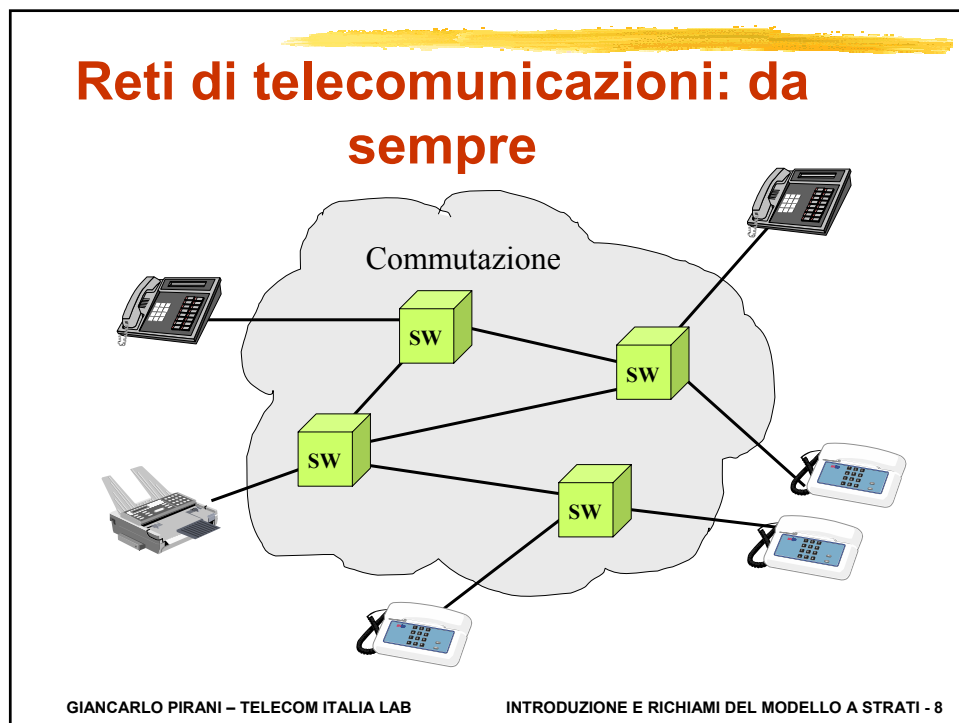 Reti di telecomunicazioni: da
sempre
Commutazione
SW
SW
SW
SW
GIANCARLO PIRANI – TELECOM ITALIA LAB
INTRODUZIONE E RICHIAMI DEL MODELLO A STRATI - 8